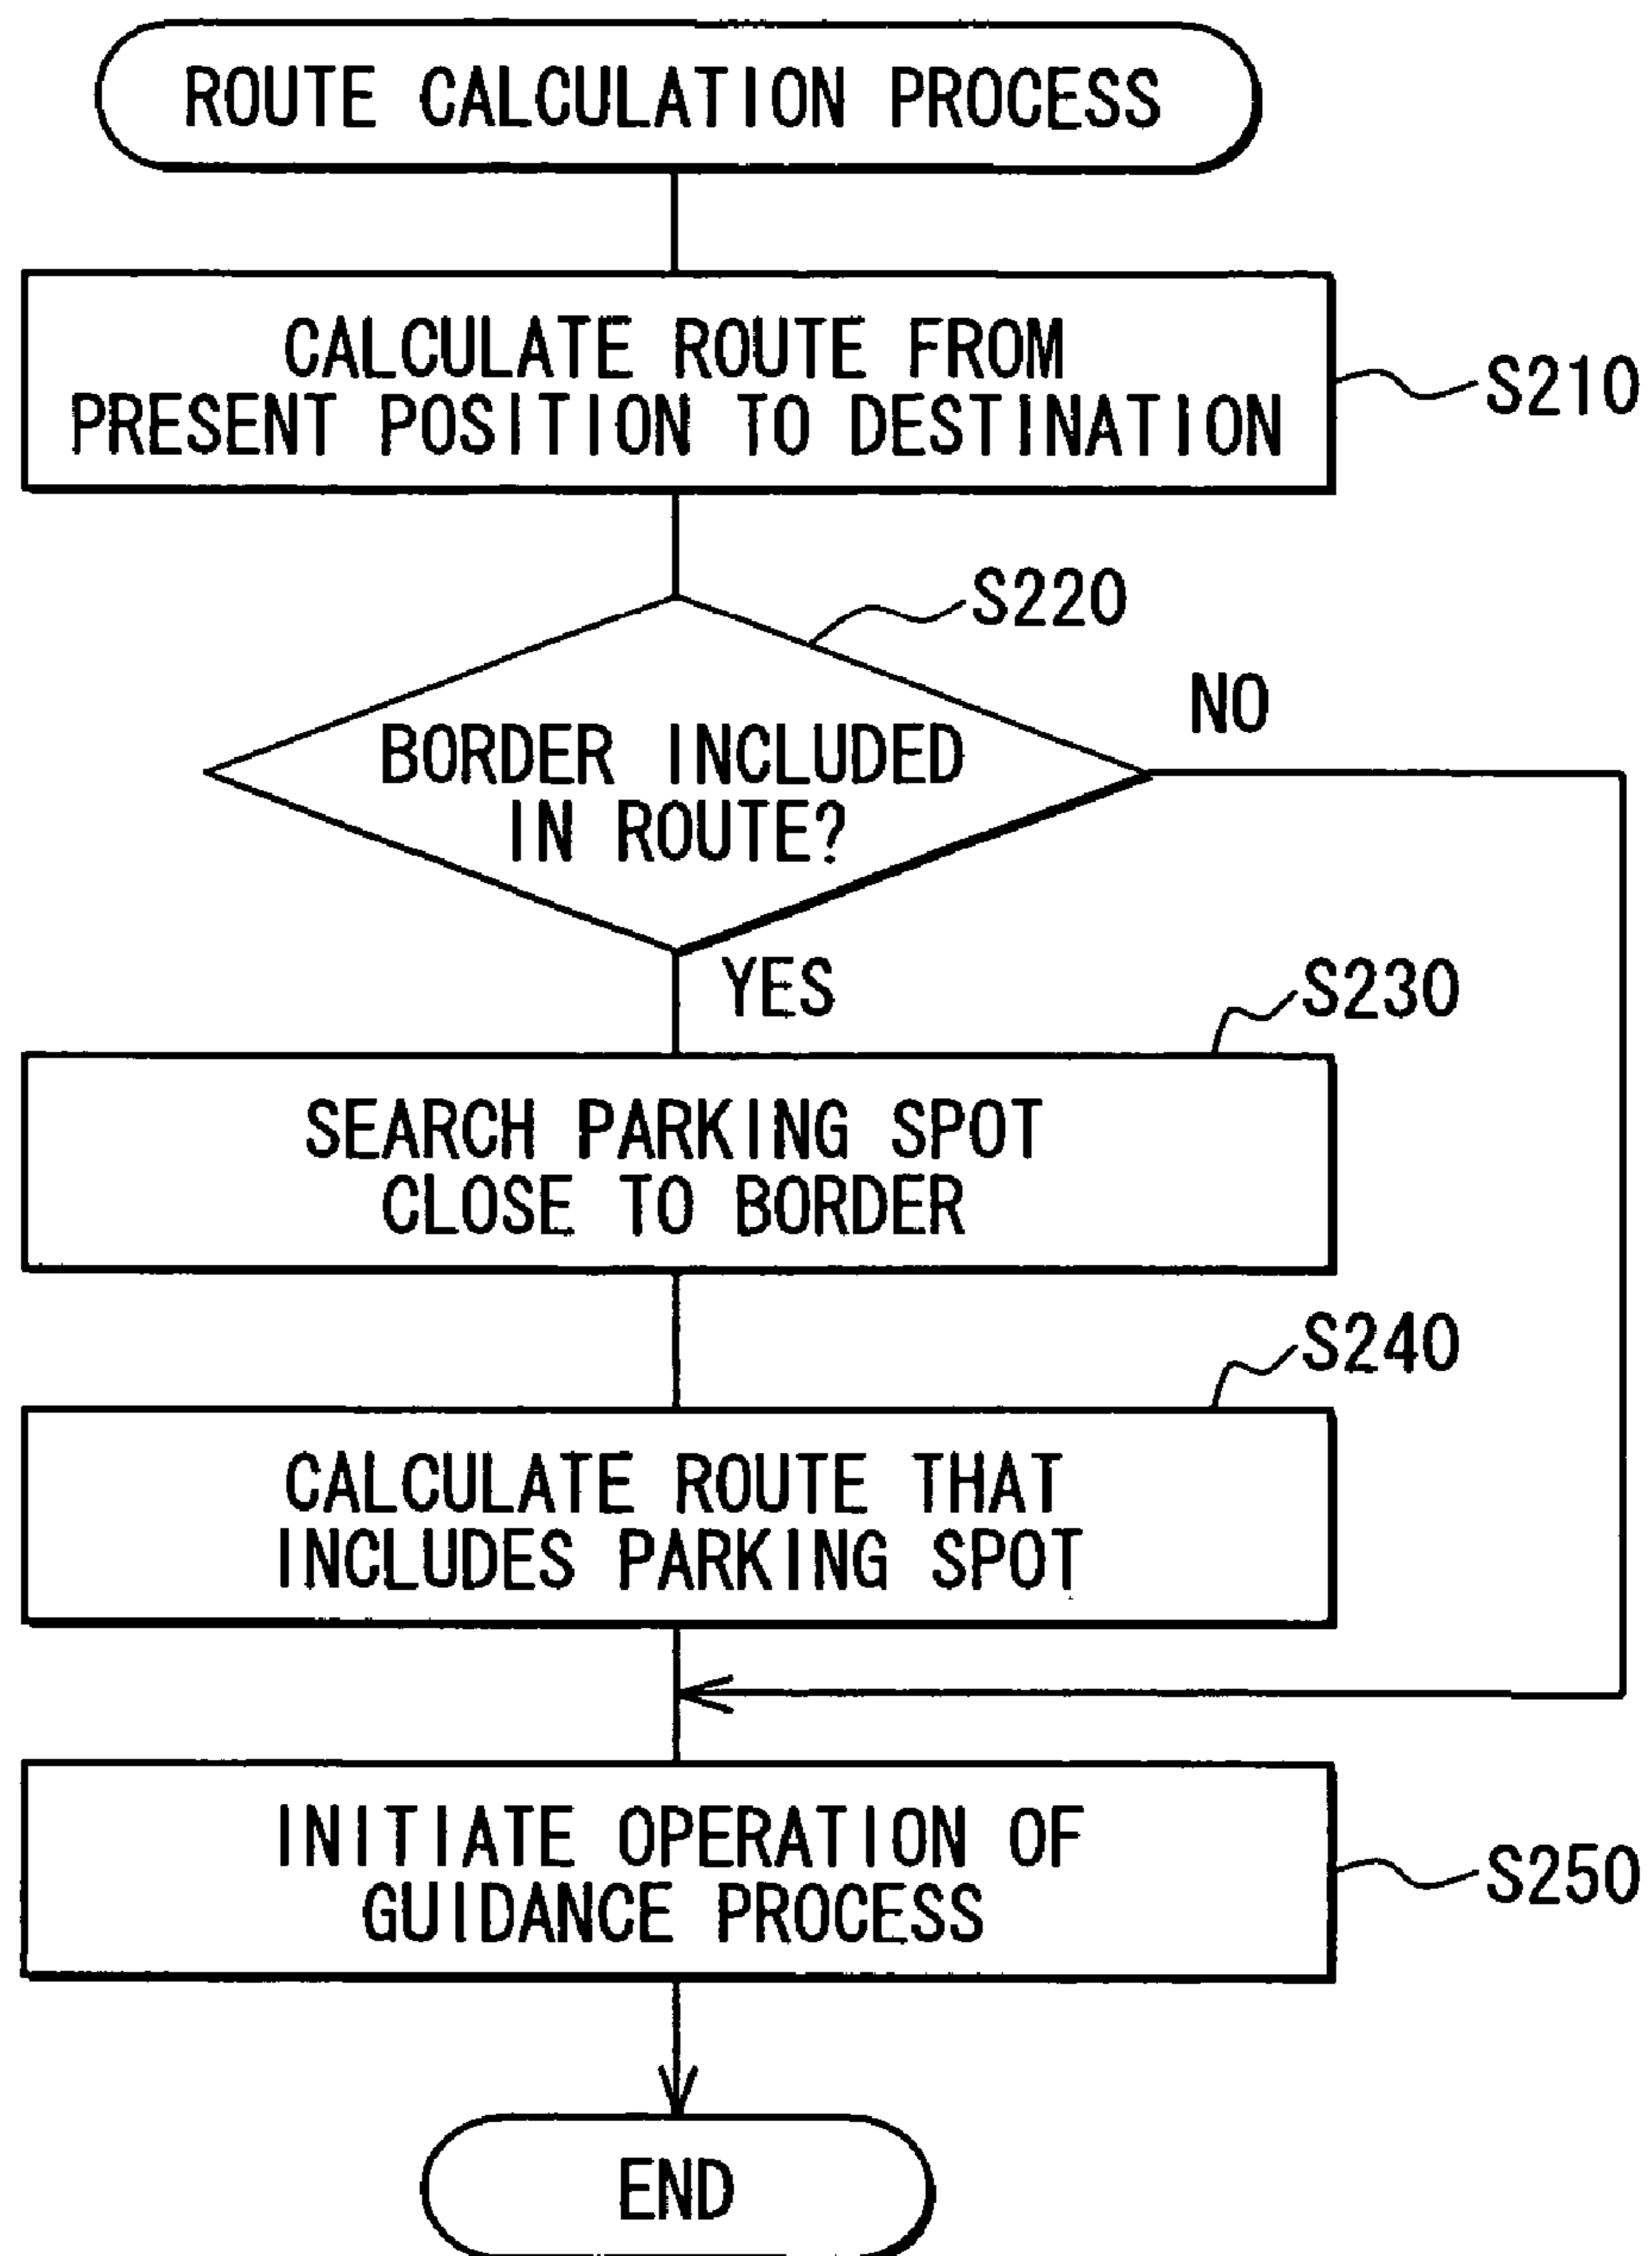 ROUTE CALCULATION PROCESS
CALCULATE ROUTE FROM
PRESENT POSITION TO DESTINATION
S210
S220
BORDER INCLUDED
IN ROUTE?
NO
YES
S230
SEARCH PARKING SPOT
CLOSE TO BORDER
S240
CALCULATE ROUTE THAT
INCLUDES PARKING SPOT
INITIATE OPERATION OF
GUIDANCE PROCESS
S250
END